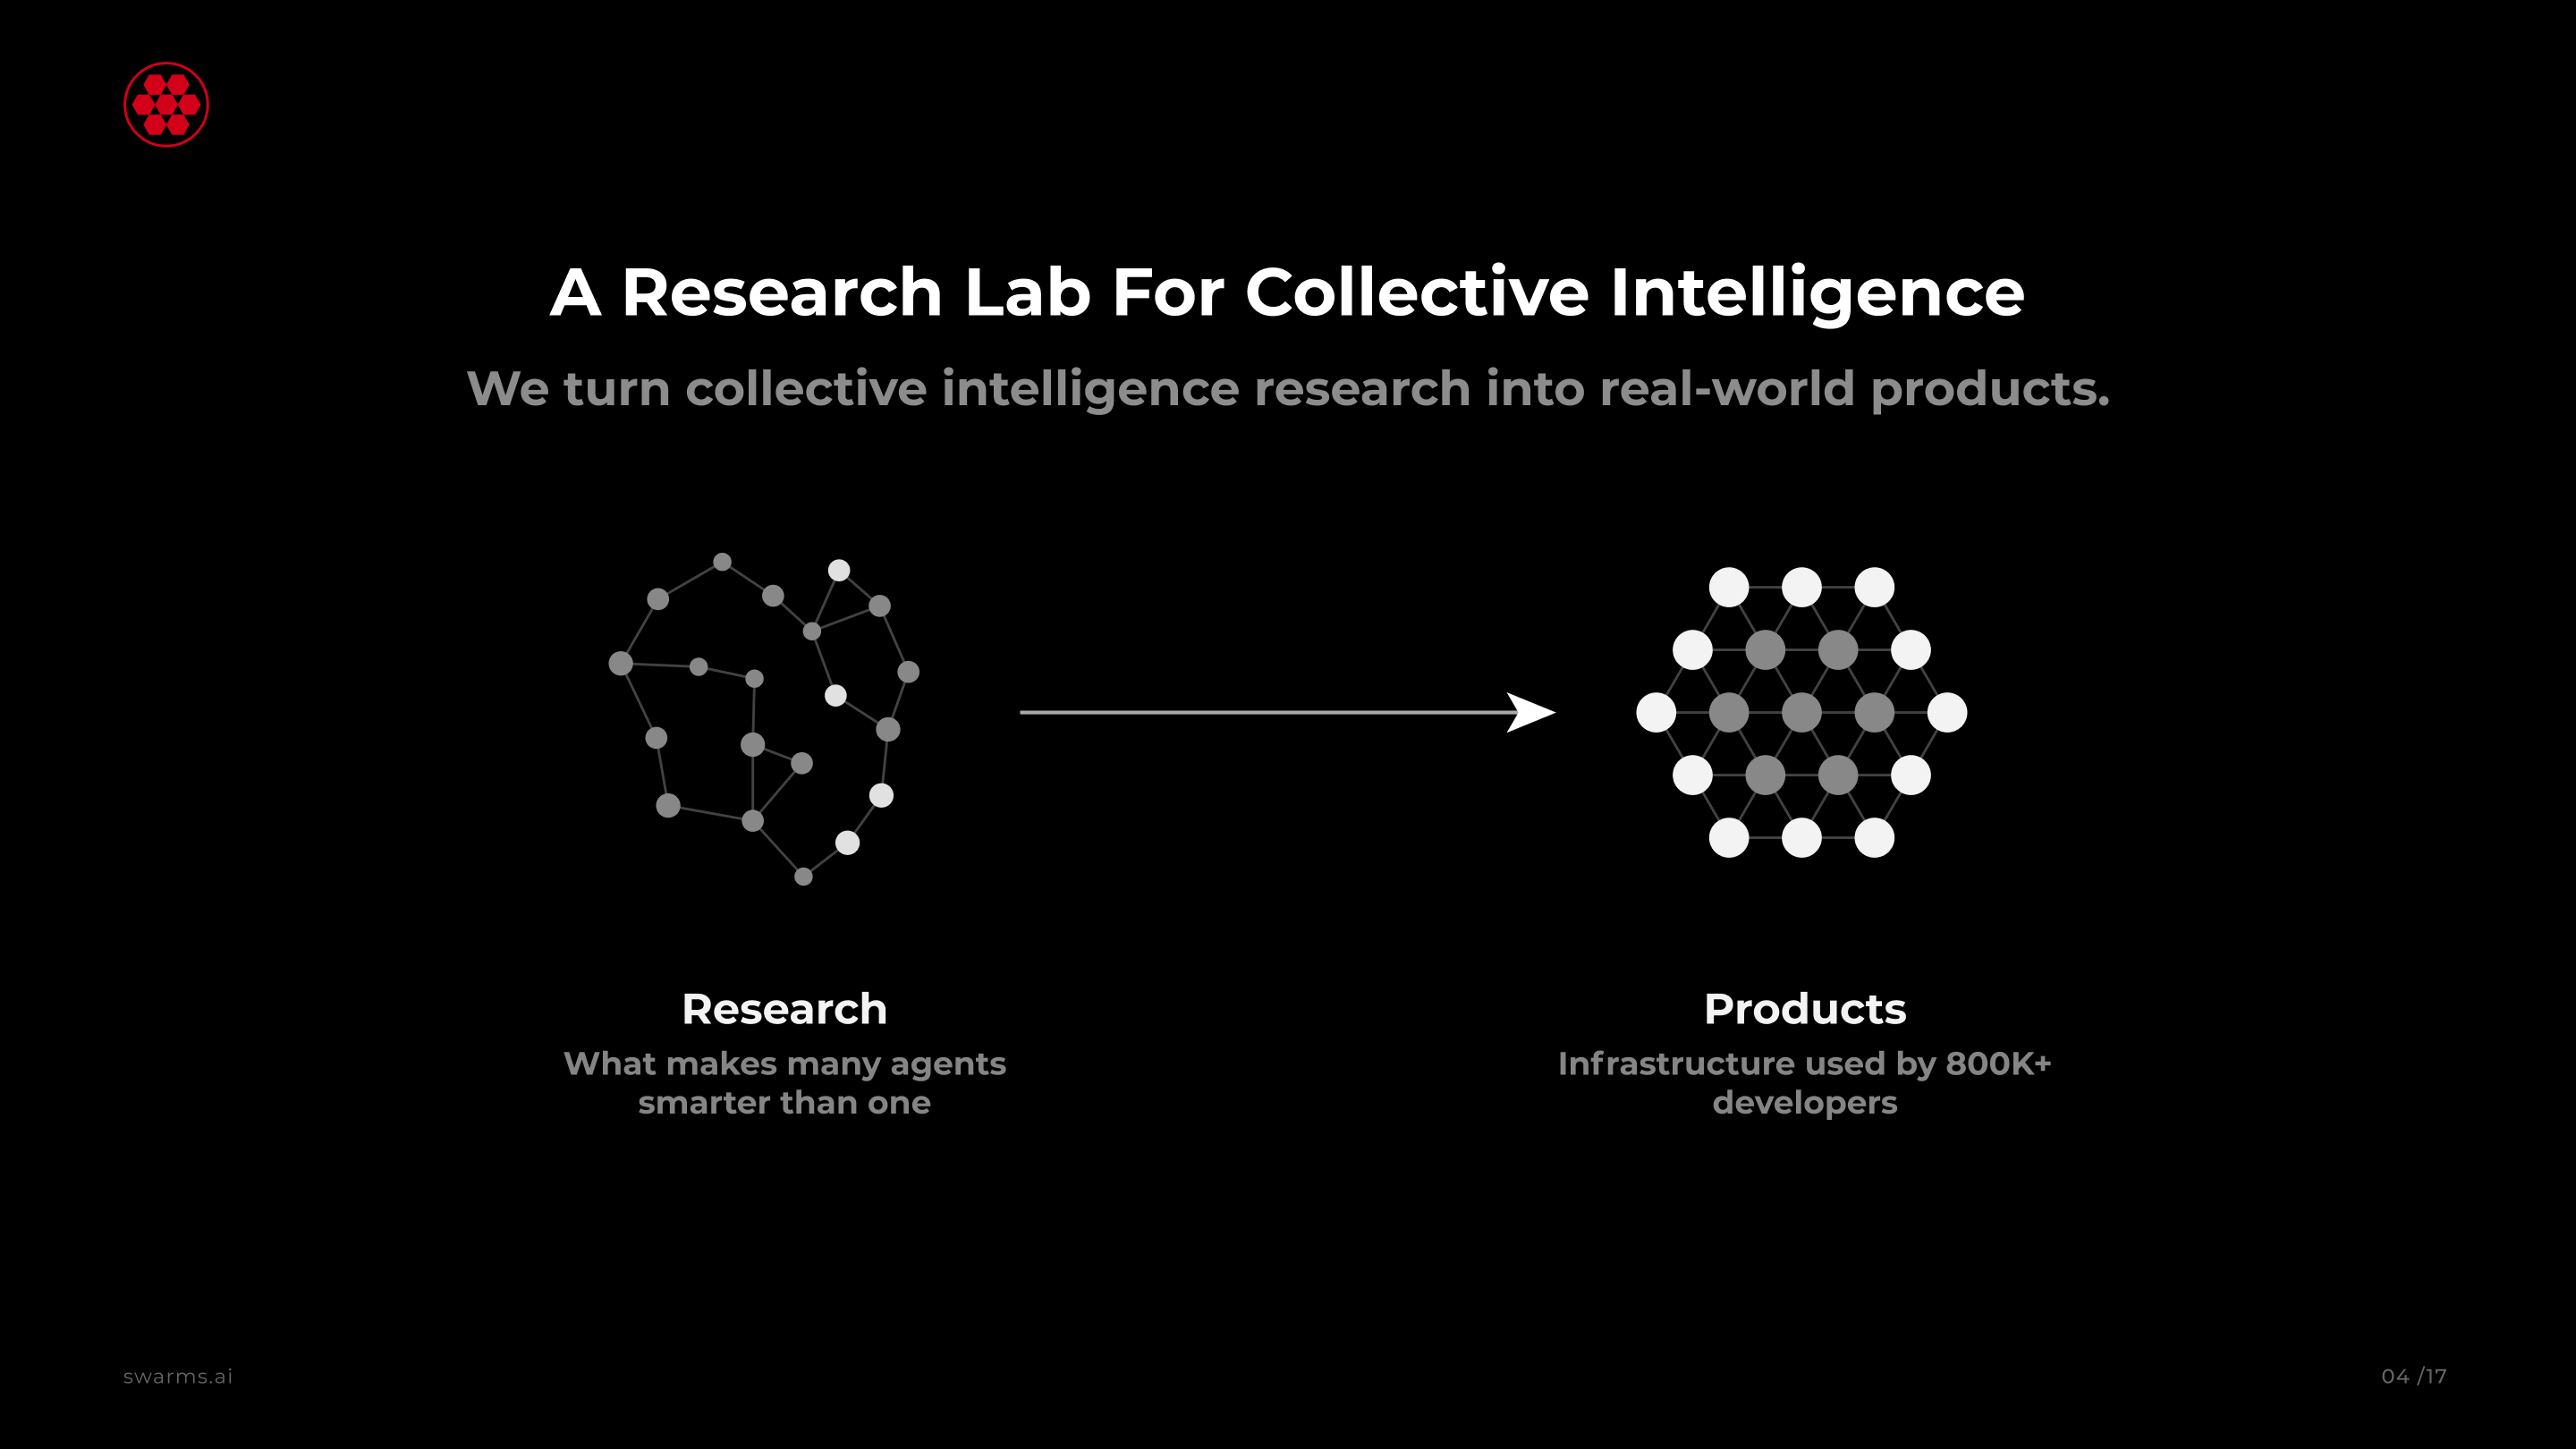 A Research Lab For Collective Intelligence
We turn collective intelligence research into real-world products.
Research
What makes many agents
smarter than one
Products
Infrastructure used by 800K+
developers
swarms.ai
04 /17